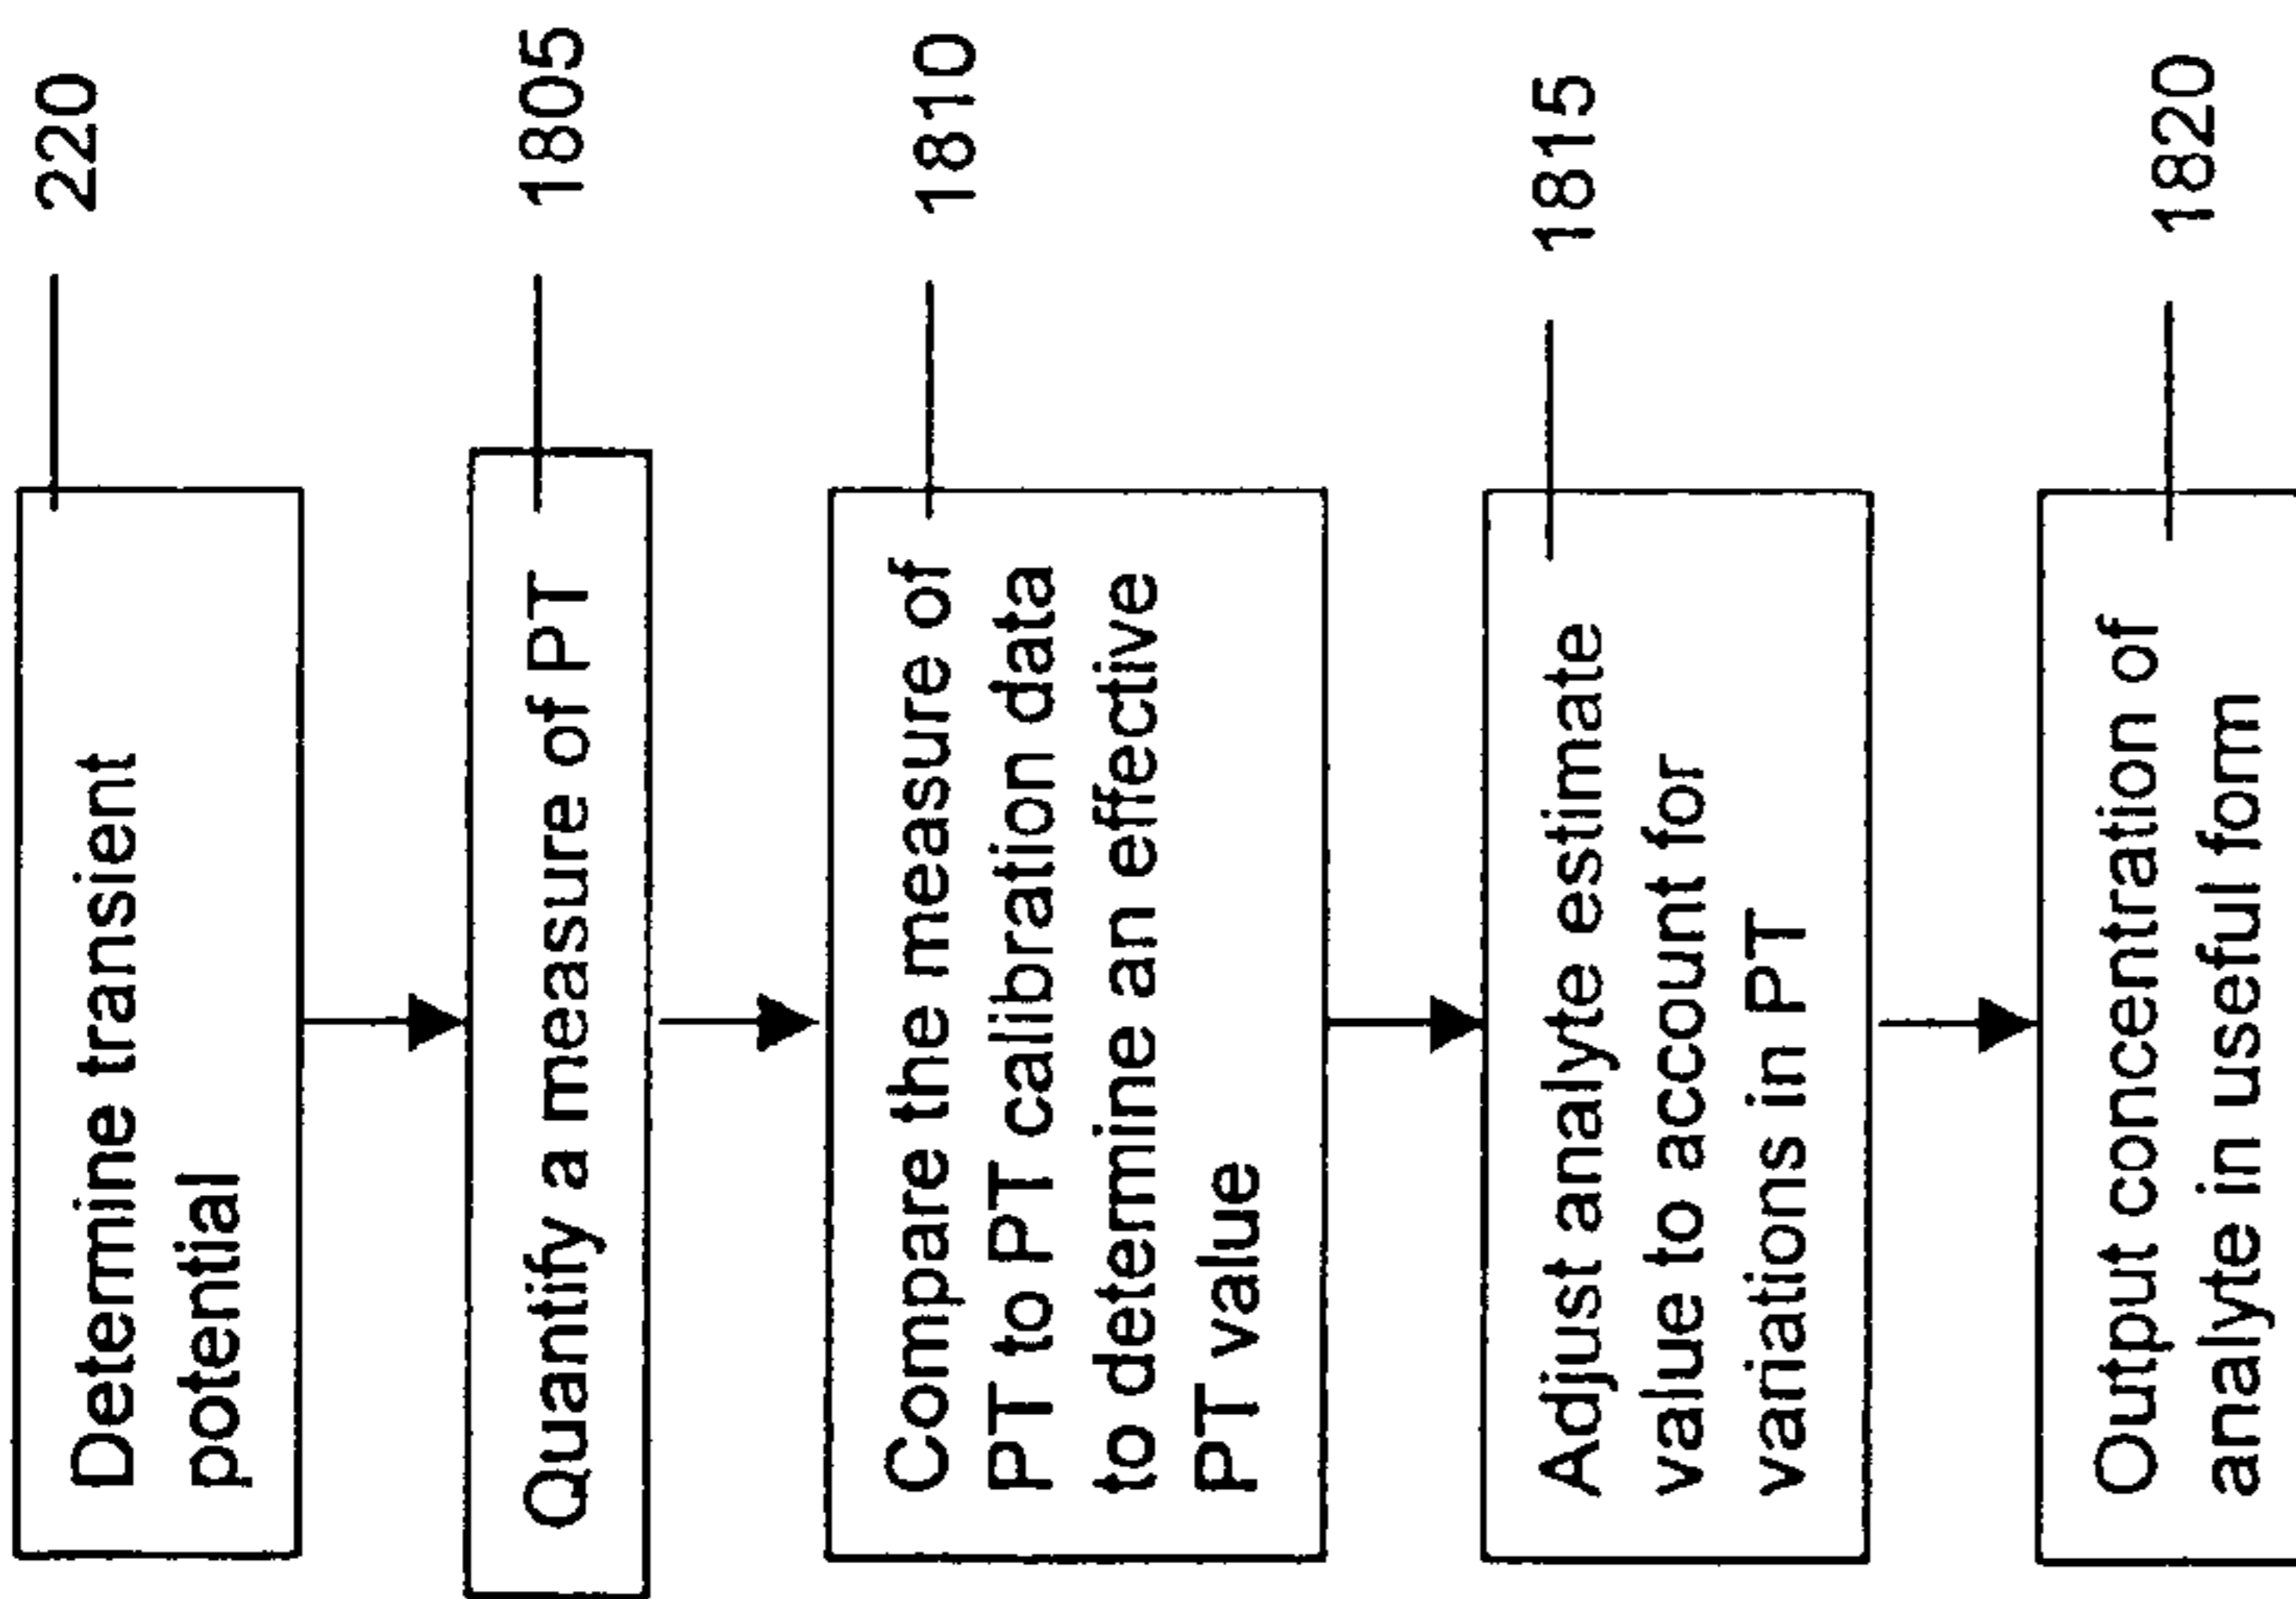 Determine transient
potential
220
Quantify a measure of PT
1805
Compare the measure of
PT to PT calibration data
to determine an effective
PT value
1810
Adjust analyte estimate
value to account for
variations in PT
1815
Output concentration of
analyte in useful form
1820